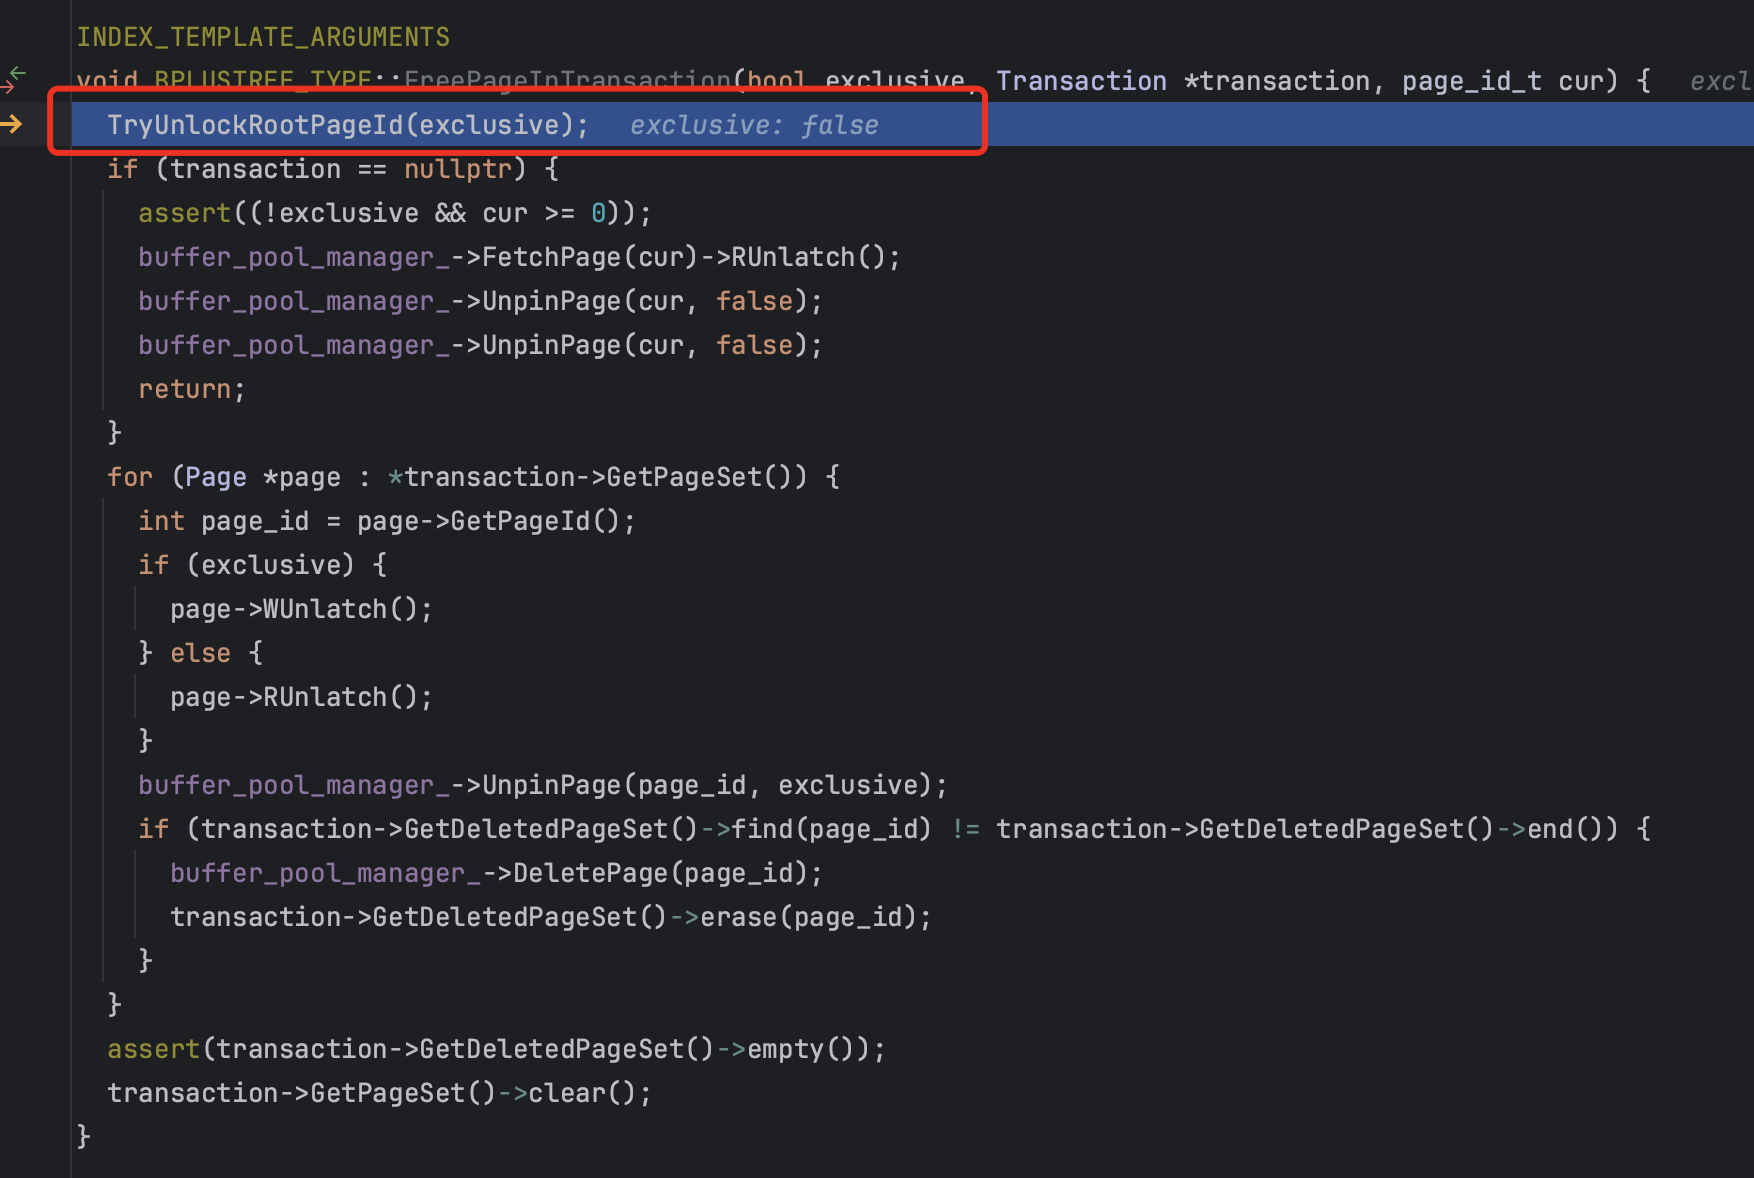 INDEX_TEMPLATE_ARGUMENTS
void BPLUSTREE_TYPE::FreePageInTransaction(bool exclusive, Transaction *transaction, page_id_t cur) { excl
TryUnlockRootPageId(exclusive); exclusive: false
if (transaction == nullptr) {
assert((!exclusive && cur >= 0));
buffer_pool_manager_->FetchPage(cur)->RUnlatch();
buffer_pool_manager_->UnpinPage(cur, false);
buffer_pool_manager_->UnpinPage(cur, false);
return;
}
for (Page *page : *transaction->GetPageSet()) {
int page_id = page->GetPageId();
if (exclusive) {
page->WUnlatch();
} else {
page->RUnlatch();
}
buffer_pool_manager_->UnpinPage(page_id, exclusive);
if (transaction->GetDeletedPageSet()->find(page_id) != transaction->GetDeletedPageSet()->end()) {
buffer_pool_manager_->DeletePage(page_id);
transaction->GetDeletedPageSet()->erase(page_id);
}
}
assert(transaction->GetDeletedPageSet()->empty());
transaction->GetPageSet()->clear();
}